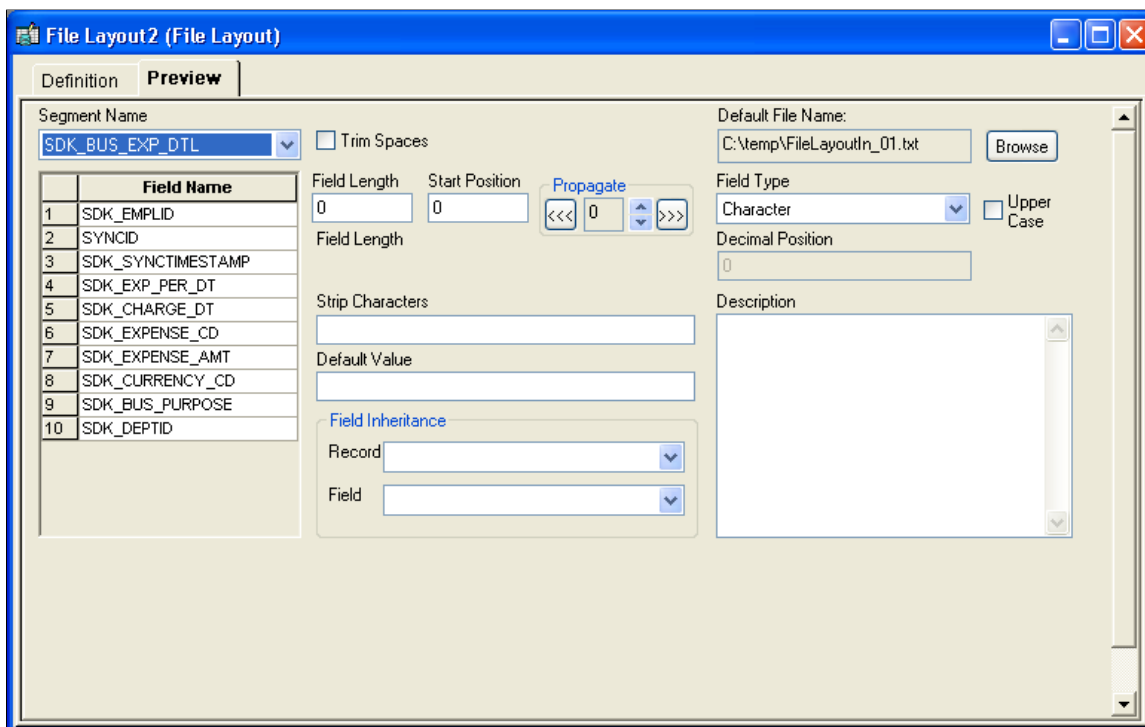 File Layout2 (File Layout)
Definition Preview
Segment Name
SDK_BUS_EXP_DTL
Trim Spaces
Default File Name:
C:\temp\FileLayoutIn_01.txt
Browse
Field Name
1 SDK_EMPLID
2 SYNCID
3 SDK_SYNCTIMESTAMP
4 SDK_EXP_PER_DT
5 SDK_CHARGE_DT
6 SDK_EXPENSE_CD
7 SDK_EXPENSE_AMT
8 SDK_CURRENCY_CD
9 SDK_BUS_PURPOSE
10 SDK_DEPTID
Field Length
0
Start Position
0
Propagate
<<< 0 >>>
Field Length
Field Type
Character
Upper
Case
Decimal Position
0
Strip Characters
Default Value
Field Inheritance
Record
Field
Description